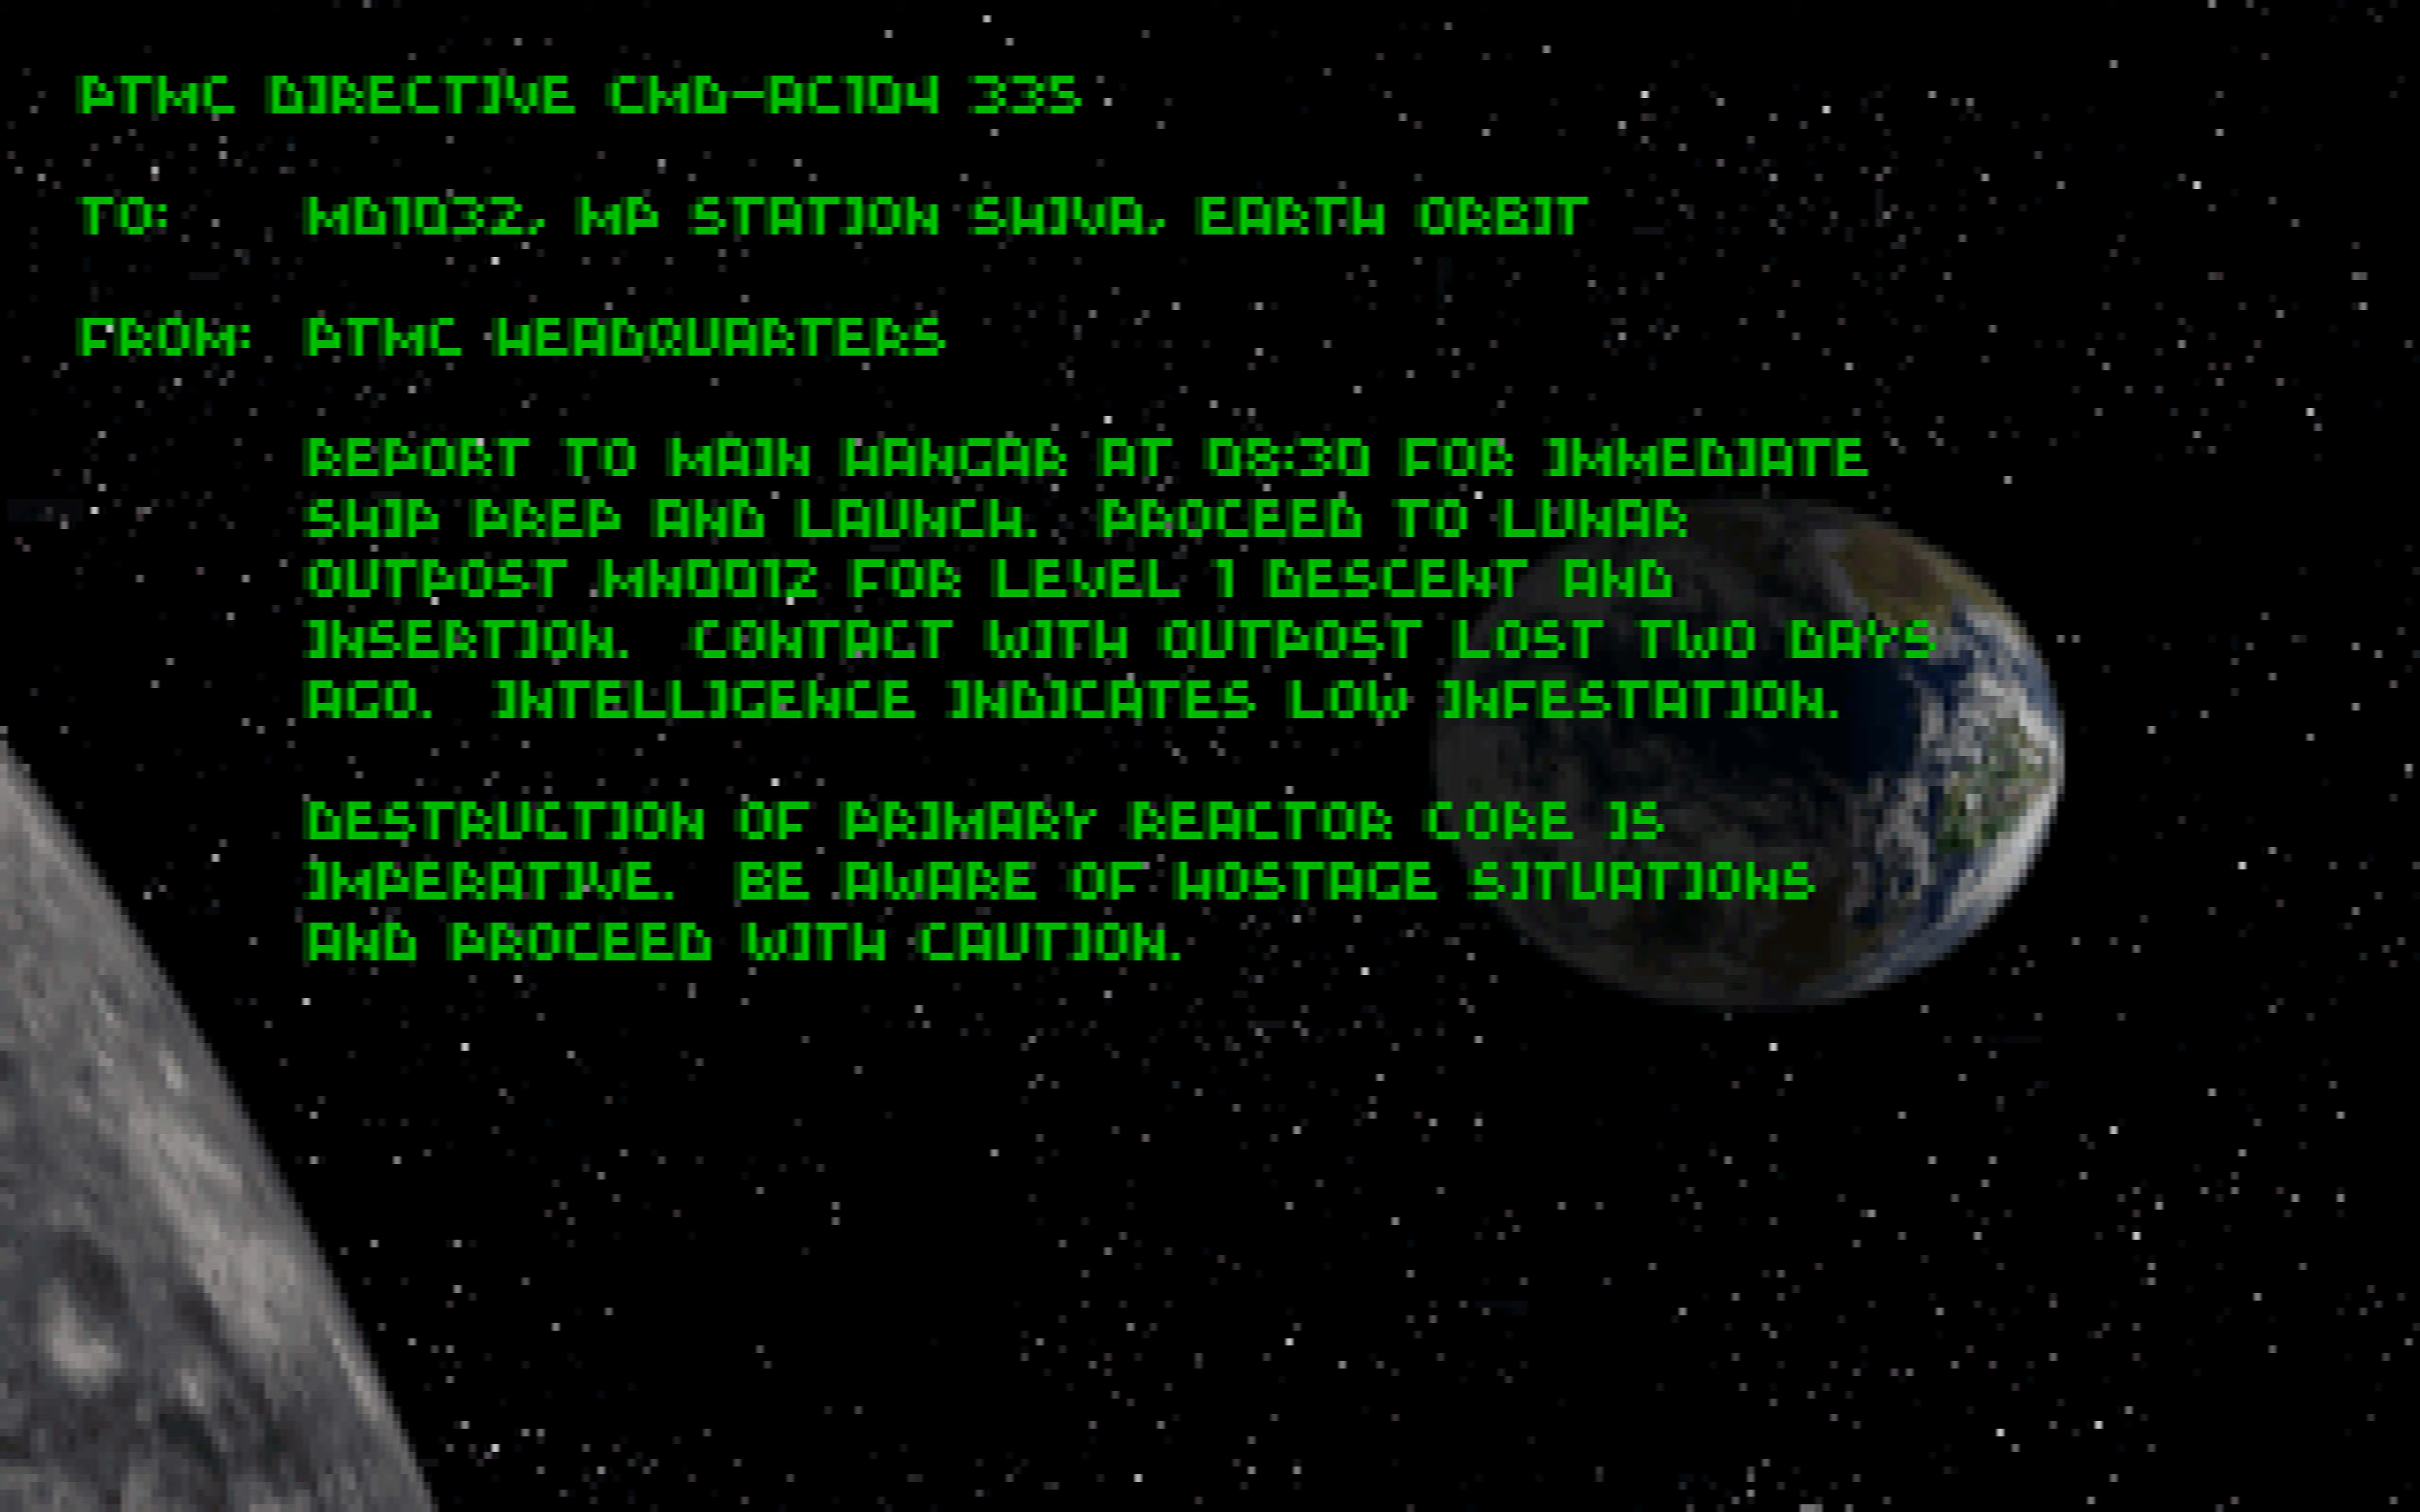 PTMC DIRECTIVE CMD-AC104 335
TO: MD1032, MP STATION SHIVA, EARTH ORBIT
FROM: PTMC HEADQUARTERS
REPORT TO MAIN HANGAR AT 08:30 FOR IMMEDIATE
SHIP PREP AND LAUNCH. PROCEED TO LUNAR
OUTPOST MN0012 FOR LEVEL 1 DESCENT AND
INSERTION. CONTACT WITH OUTPOST LOST TWO DAYS
AGO. INTELLIGENCE INDICATES LOW INFESTATION.
DESTRUCTION OF PRIMARY REACTOR CORE IS
IMPERATIVE. BE AWARE OF HOSTAGE SITUATIONS
AND PROCEED WITH CAUTION.